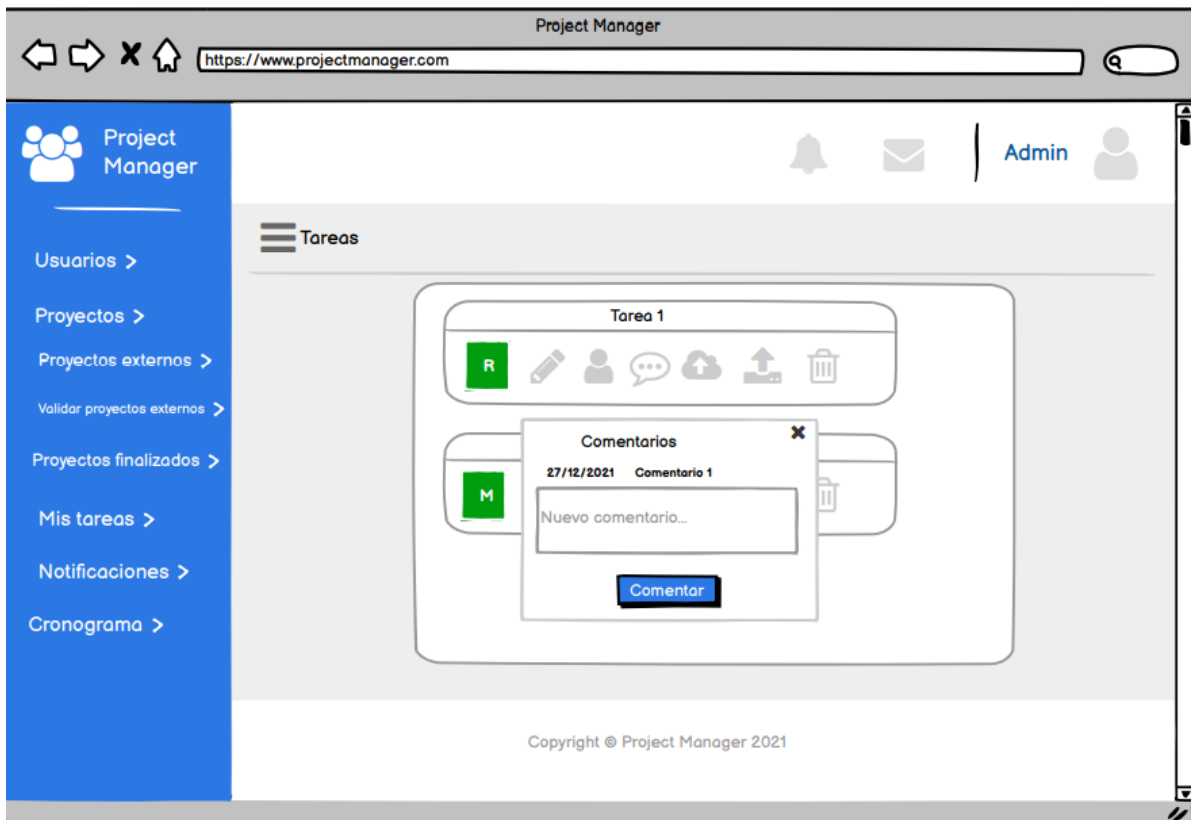 Project Manager
https://www.projectmanager.com
Project
Manager
Admin
Usuarios >
Proyectos >
Proyectos externos >
Validar proyectos externos >
Proyectos finalizados >
Mis tareas >
Notificaciones >
Cronograma >
Tareas
Tarea 1
R
M
Comentarios
27/12/2021 Comentario 1
Nuevo comentario...
Comentar
Copyright © Project Manager 2021